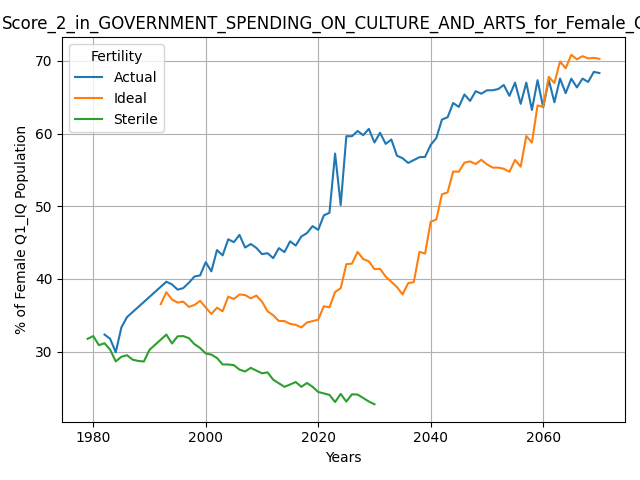 Score_2_in_GOVERNMENT_SPENDING_ON_CULTURE_AND_ARTS_for_Female_
Fertility
Actual
Ideal
Sterile
% of Female Q1_IQ Population
70
60
50
40
30
1980
2000
2020
2040
2060
Years